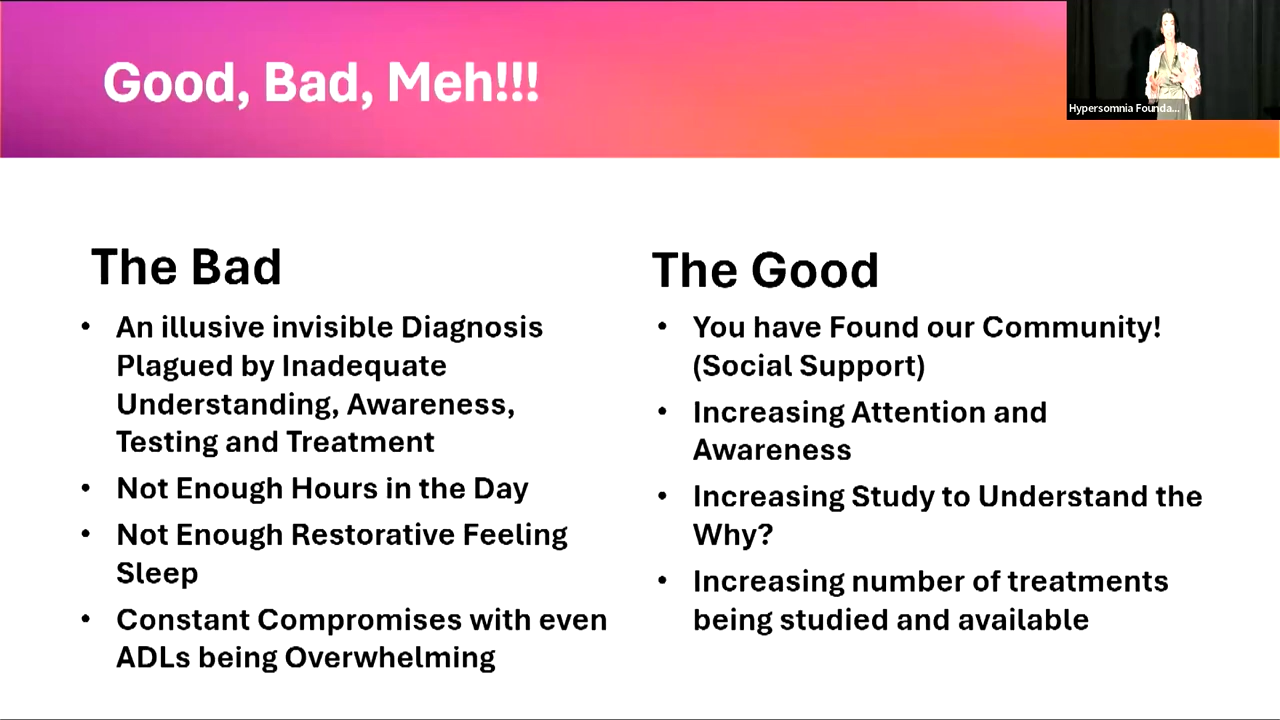 Good, Bad, Meh!!!
Hypersomnia Founda...
The Bad
An illusive invisible Diagnosis
Plagued by Inadequate
Understanding, Awareness,
Testing and Treatment
Not Enough Hours in the Day
Not Enough Restorative Feeling
Sleep
Constant Compromises with even
ADLs being Overwhelming
The Good
You have Found our Community!
(Social Support)
Increasing Attention and
Awareness
Increasing Study to Understand the
Why?
Increasing number of treatments
being studied and available